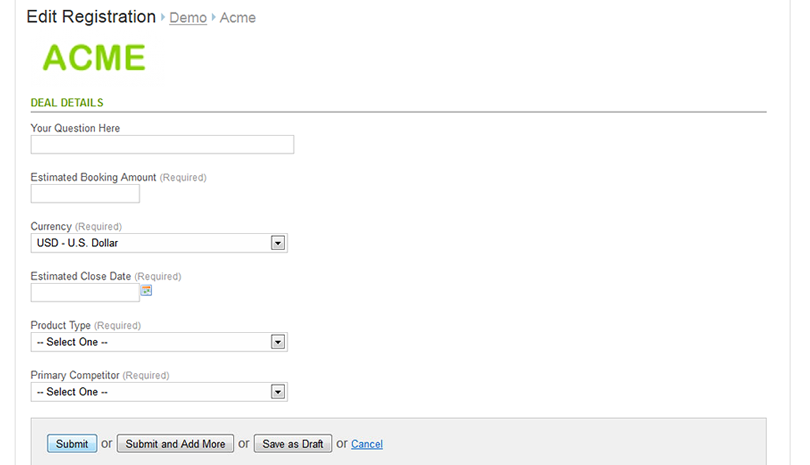 Edit Registration Demo Acme
ACME
DEAL DETAILS
Your Question Here
Estimated Booking Amount (Required)
Currency (Required)
USD - U.S. Dollar
Estimated Close Date (Required)
Product Type (Required)
-- Select One --
Primary Competitor (Required)
-- Select One --
Submit or Submit and Add More or Save as Draft or Cancel